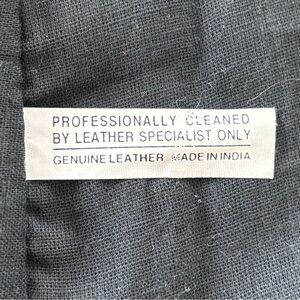 PROFESSIONALLY CLEANED
BY LEATHER SPECIALIST ONLY
GENUINE LEATHER MADE IN INDIA